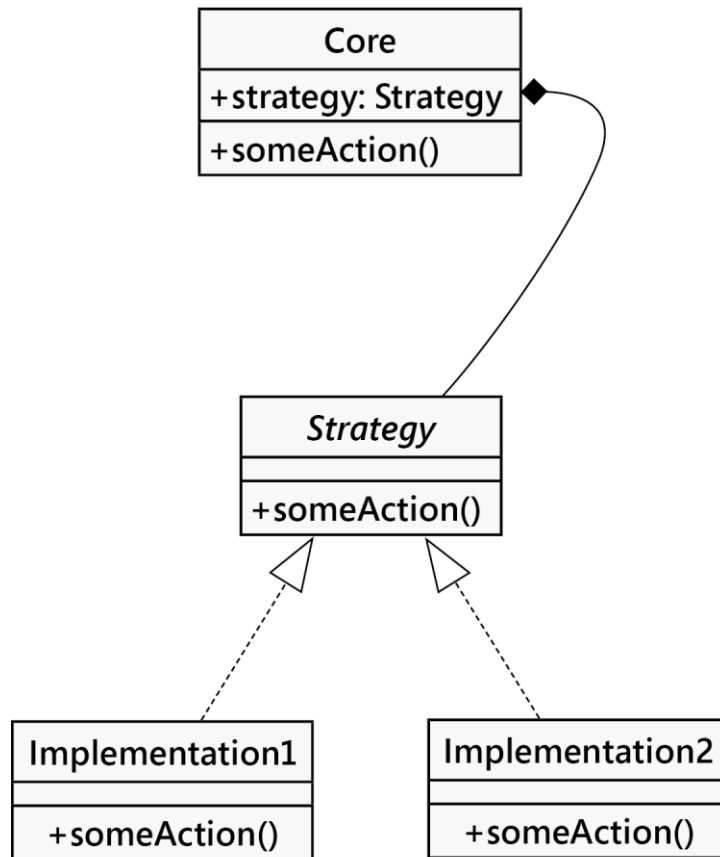 Core
+strategy: Strategy
+someAction()
Strategy
+someAction()
Implementation1
+someAction()
Implementation2
+someAction()